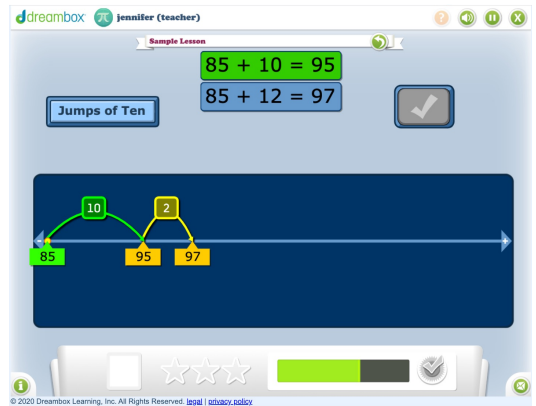 dreambox π jennifer (teacher) ?
Sample Lesson
85 + 10 = 95
85 + 12 = 97
Jumps of Ten
10 2
- +
85 95 97
© 2020 Dreambox Learning, Inc. All Rights Reserved. legal | privacy policy